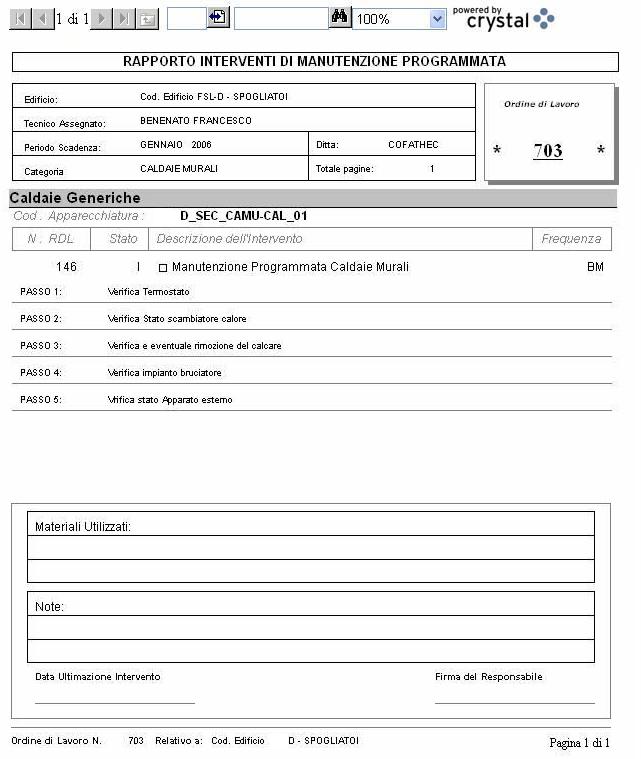 1 di 1 100% powered by crystal
RAPPORTO INTERVENTI DI MANUTENZIONE PROGRAMMATA
Edificio: Cod. Edificio FSL-D - SPOGLIATOI
Ordine di Lavoro
Tecnico Assegnato: BENENATO FRANCESCO
Periodo Scadenza: GENNAIO 2006 Ditta: COFATHEC
* 703 *
Categoria CALDAIE MURALI Totale pagine: 1
Caldaie Generiche
Cod. Apparecchiatura: D_SEC_CAMU-CAL_01
N. RDL Stato Descrizione dell'Intervento Frequenza
146 I Manutenzione Programmata Caldaie Murali BM
PASSO 1: Verifica Termostato
PASSO 2: Verifica Stato scambiatore calore
PASSO 3: Verifica e eventuale rimozione del calcare
PASSO 4: Verifica impianto bruciatore
PASSO 5: Vrifica stato Apparato esterno
Materiali Utilizzati:
Note:
Data Ultimazione Intervento Firma del Responsabile
Ordine di Lavoro N. 703 Relativo a: Cod. Edificio D - SPOGLIATOI Pagina 1 di 1